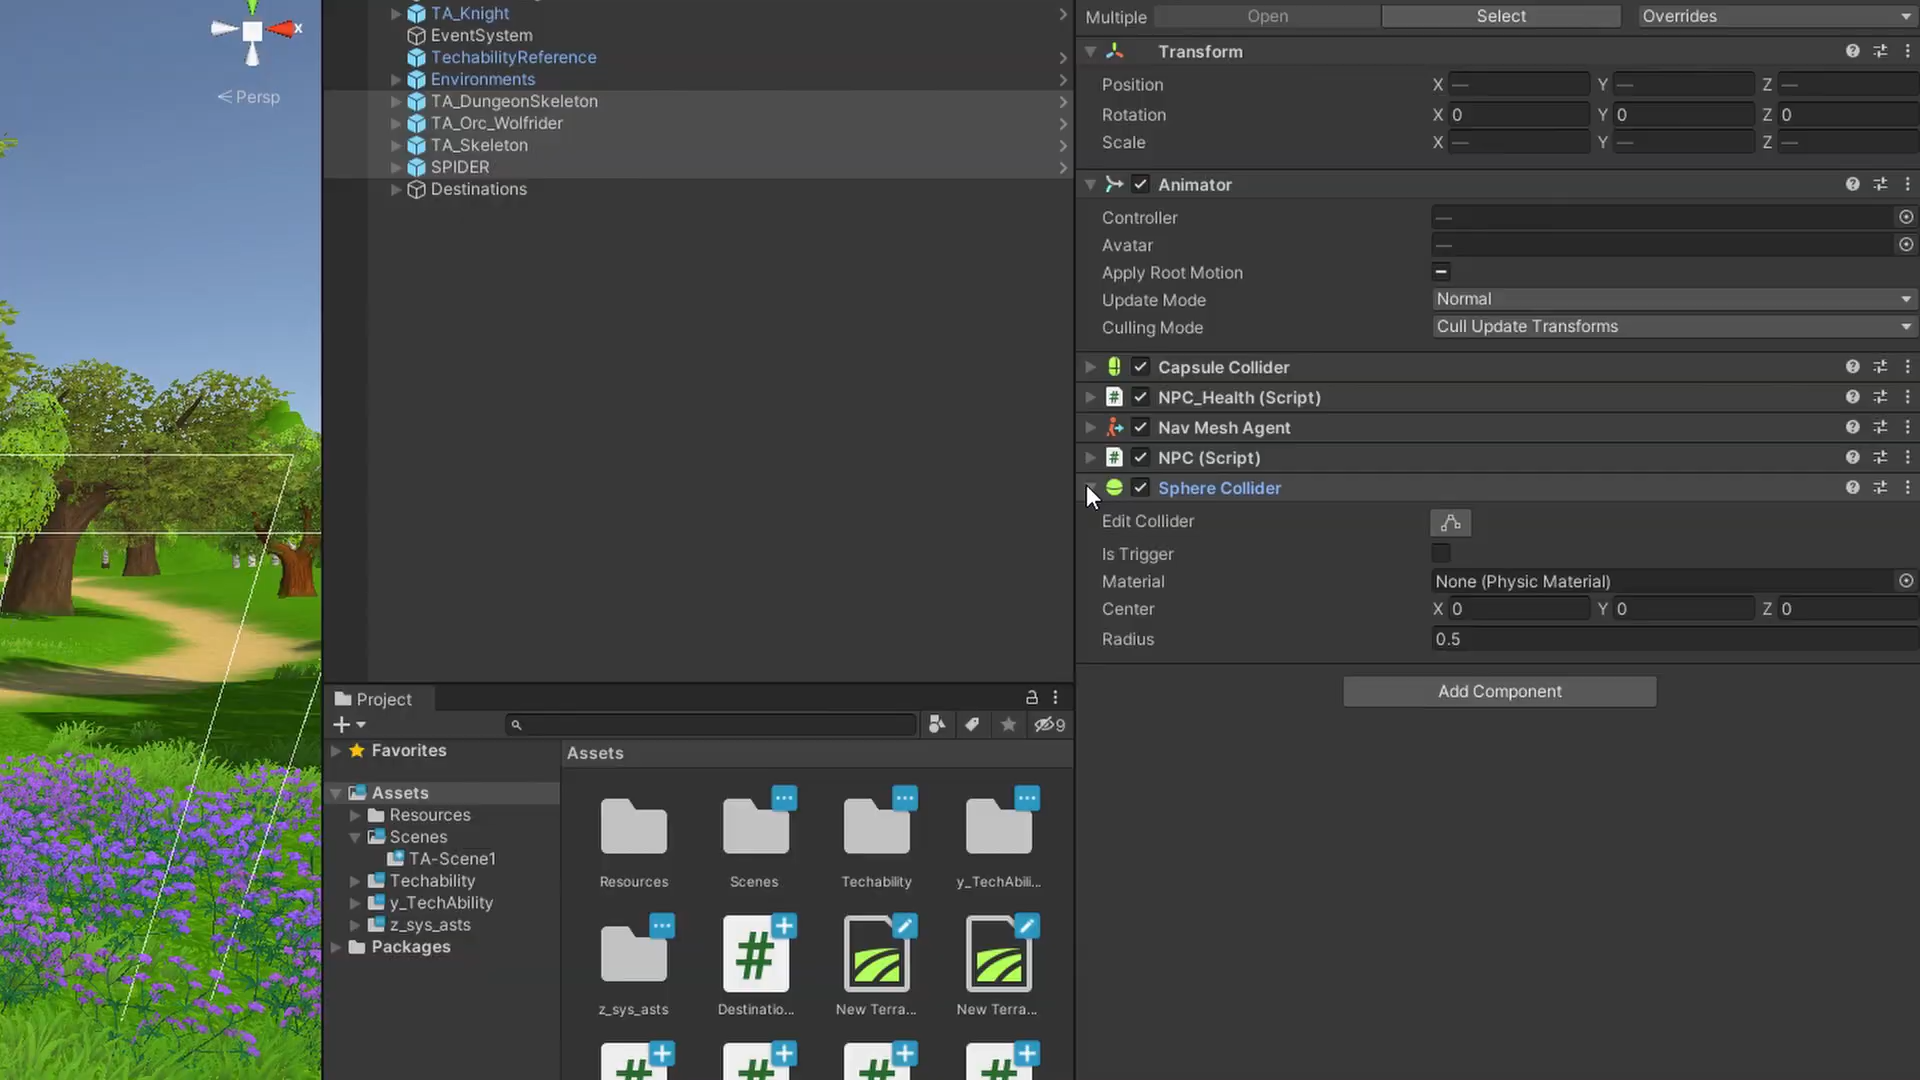 X
< Persp
TA_Knight
EventSystem
TechabilityReference
Environments
TA_DungeonSkeleton
TA_Orc_Wolfrider
TA_Skeleton
SPIDER
Destinations
Multiple Open Select Overrides
Transform
Position X — Y — Z —
Rotation X 0 Y 0 Z 0
Scale X — Y — Z —
Animator
Controller —
Avatar —
Apply Root Motion
Update Mode Normal
Culling Mode Cull Update Transforms
Capsule Collider
# NPC_Health (Script)
Nav Mesh Agent
# NPC (Script)
Sphere Collider
Edit Collider
Is Trigger
Material None (Physic Material)
Center X 0 Y 0 Z 0
Radius 0.5
Add Component
Project
9
Favorites
Assets
Resources
Scenes
TA-Scene1
Techability
y_TechAbility
z_sys_asts
Packages
Assets
Resources Scenes Techability y_TechAbili...
z_sys_asts Destinatio... New Terra... New Terra...